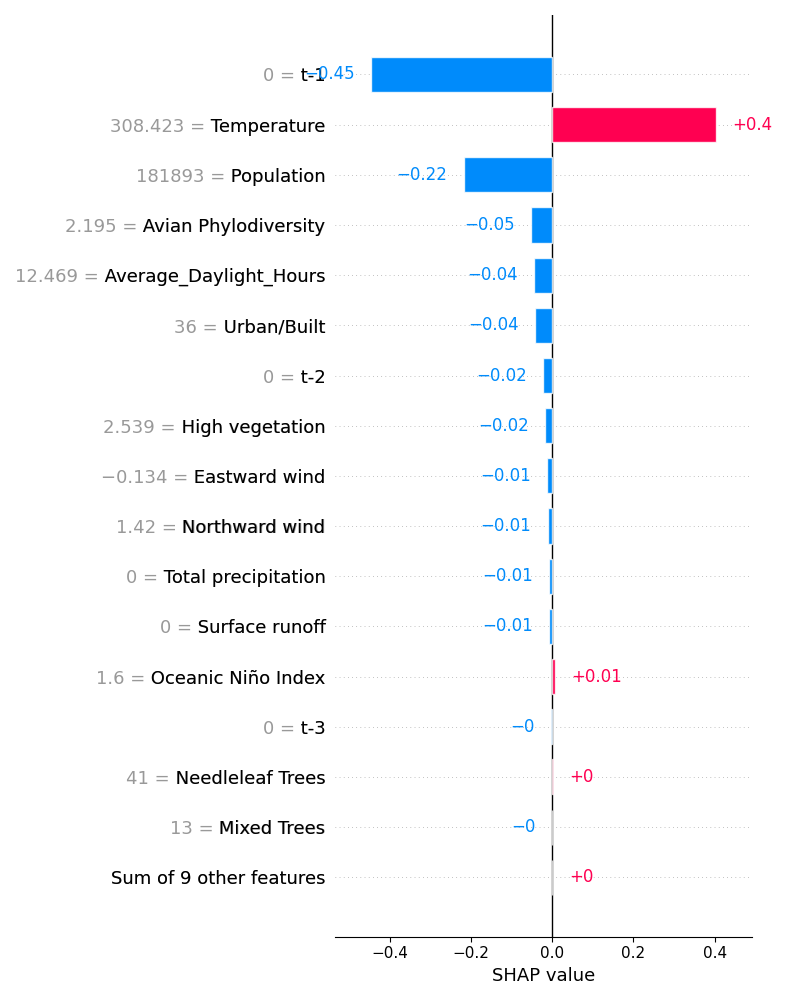 0 = t-1 −0.45
308.423 = Temperature +0.4
181893 = Population −0.22
2.195 = Avian Phylodiversity −0.05
12.469 = Average_Daylight_Hours −0.04
36 = Urban/Built −0.04
0 = t-2 −0.02
2.539 = High vegetation −0.02
−0.134 = Eastward wind −0.01
1.42 = Northward wind −0.01
0 = Total precipitation −0.01
0 = Surface runoff −0.01
1.6 = Oceanic Niño Index +0.01
0 = t-3 −0
41 = Needleleaf Trees +0
13 = Mixed Trees −0
Sum of 9 other features +0
−0.4 −0.2 0.0 0.2 0.4
SHAP value